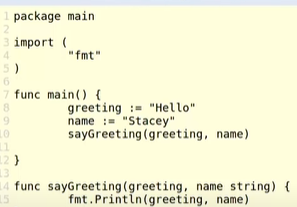 1 package main
2
3 import (
4         "fmt"
5 )
6
7 func main() {
8         greeting := "Hello"
9         name := "Stacey"
10         sayGreeting(greeting, name)
11
12 }
13
14 func sayGreeting(greeting, name string) {
15         fmt.Println(greeting, name)